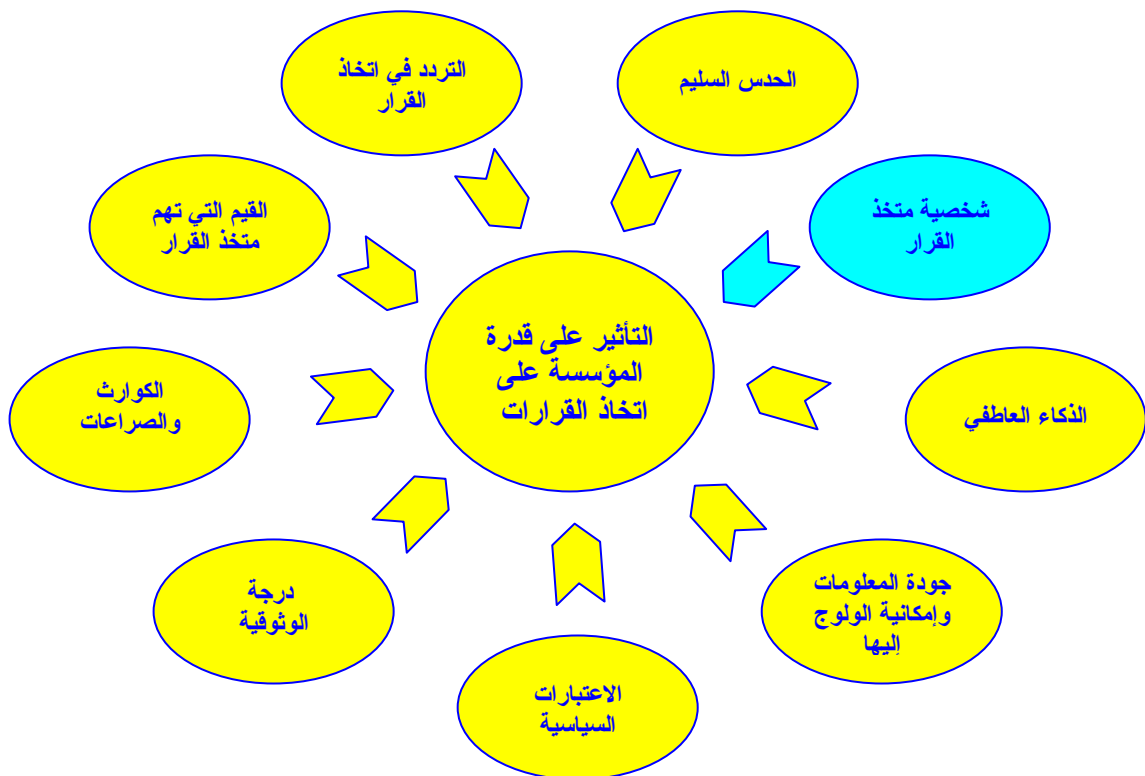 الحدس السليم
التردد في اتخاذ
القرار
شخصية متخذ
القرار
القيم التي تهم
متخذ القرار
التأثير على قدرة
المؤسسة على
اتخاذ القرارات
الذكاء العاطفي
الكوارث
والصراعات
جودة المعلومات
وإمكانية الولوج
إليها
درجة
الوثوقية
الاعتبارات
السياسية